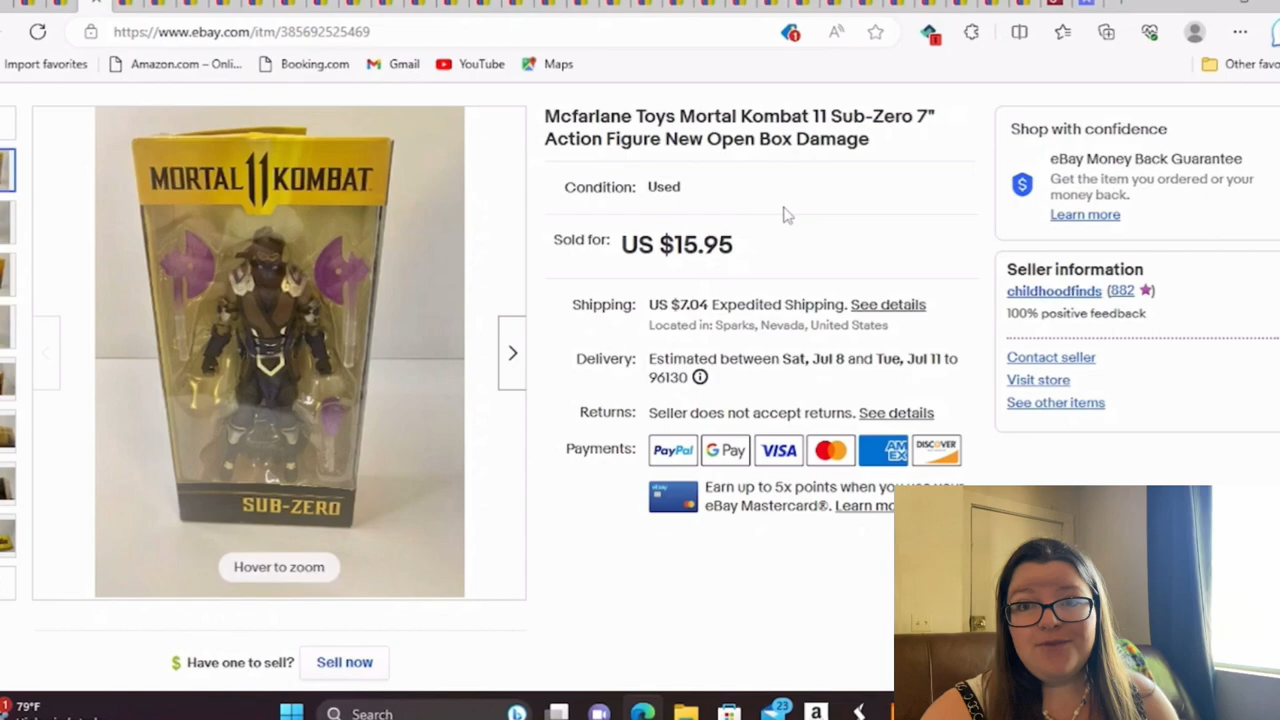 https://www.ebay.com/itm/385692525469
1
Import favorites
Amazon.com – Onli...
Booking.com
Gmail
YouTube
Maps
Other favo
MORTAL 11 KOMBAT
SUB-ZERO
Hover to zoom
Have one to sell?
Sell now
Mcfarlane Toys Mortal Kombat 11 Sub-Zero 7"
Action Figure New Open Box Damage
Condition: Used
Sold for: US $15.95
Shipping: US $7.04 Expedited Shipping. See details
Located in: Sparks, Nevada, United States
Delivery: Estimated between Sat, Jul 8 and Tue, Jul 11 to
96130
Returns: Seller does not accept returns. See details
Payments: PayPal G Pay VISA AM EX DISCOVER
Earn up to 5x points when
eBay Mastercard®. Learn mo
Shop with confidence
eBay Money Back Guarantee
Get the item you ordered or your
money back.
Learn more
Seller information
childhoodfinds (882)
100% positive feedback
Contact seller
Visit store
See other items
1
79°F
Search
23